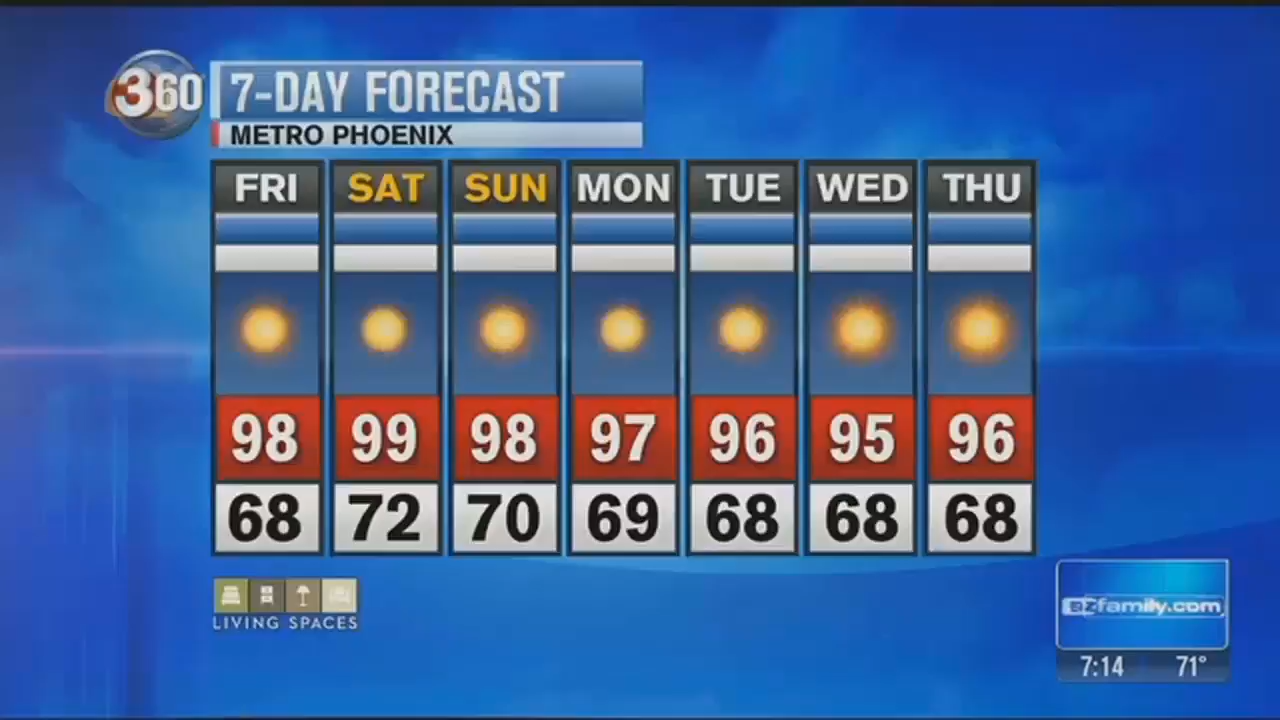 360
7-DAY FORECAST
METRO PHOENIX
FRI SAT SUN MON TUE WED THU
98 99 98 97 96 95 96
68 72 70 69 68 68 68
LIVING SPACES
azfamily.com
7:14 71°